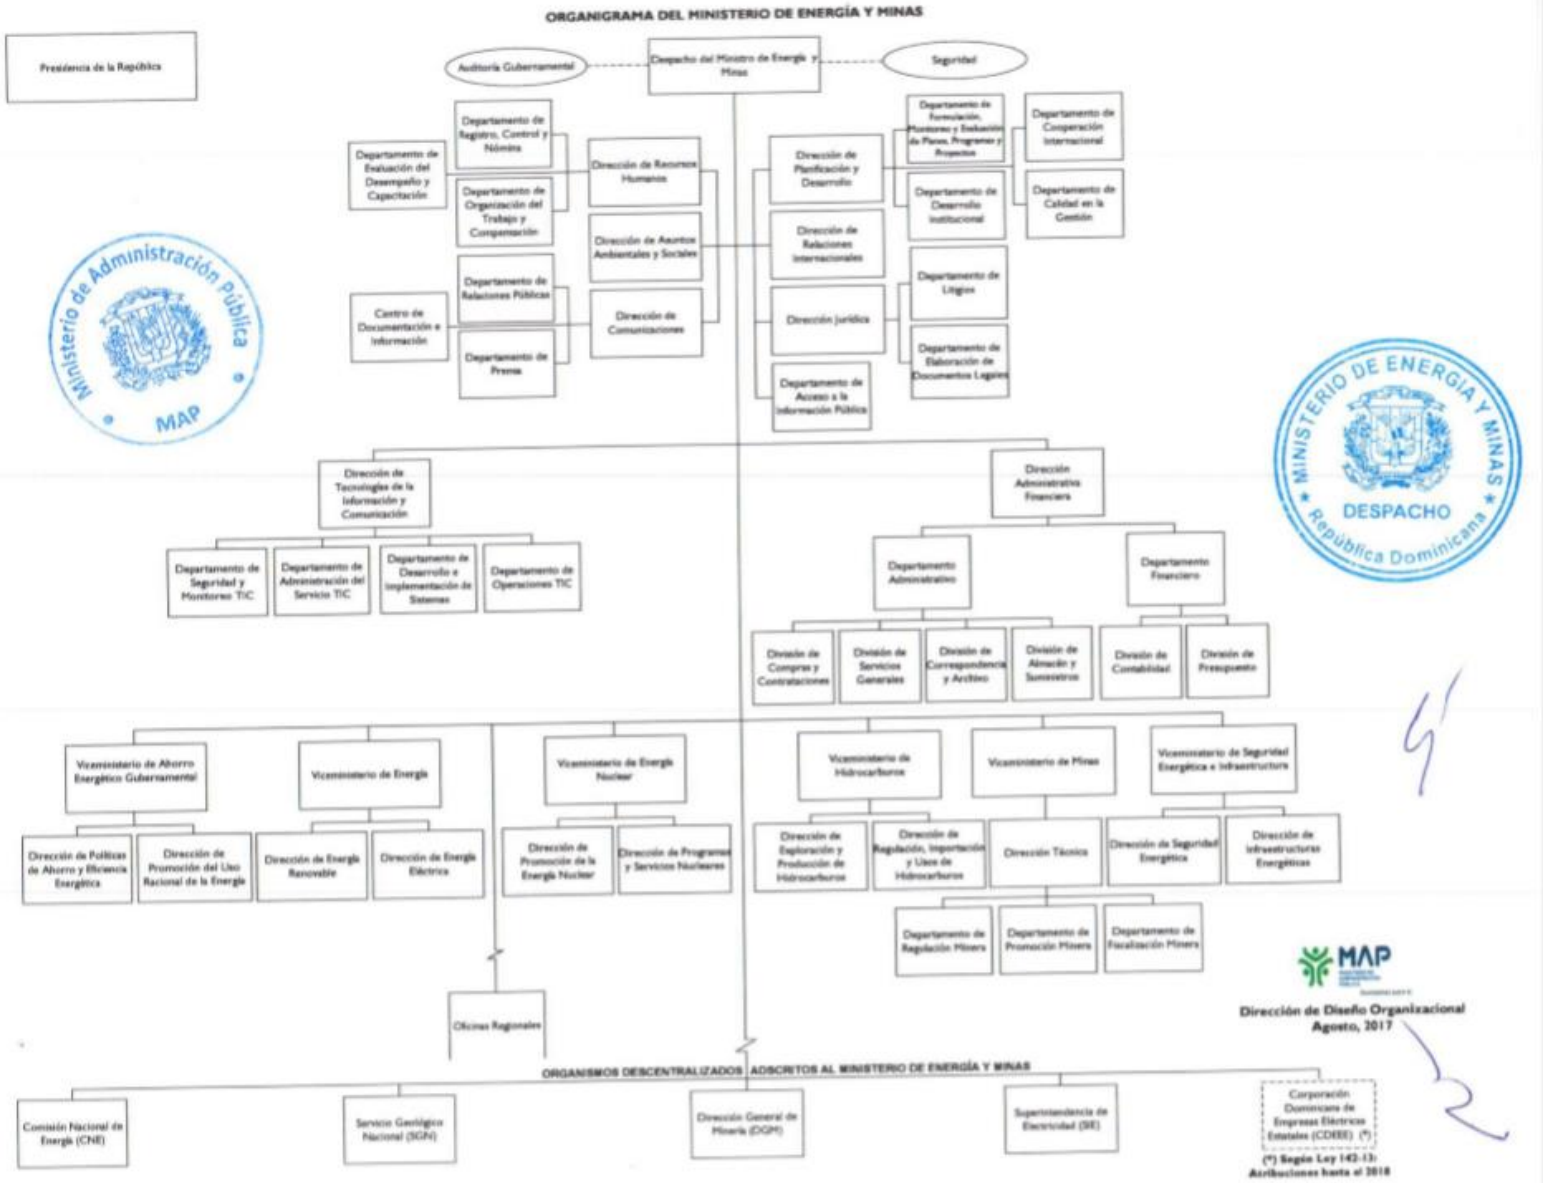 ORGANIGRAMA DEL MINISTERIO DE ENERGÍA Y MINAS
Presidencia de la República
Auditoría Gubernamental
Despacho del Ministro de Energía y
Minas
Seguridad
Departamento de
Registro, Control y
Nómina
Departamento de
Evaluación del
Desempeño y
Capacitación
Departamento de
Organización del
Trabajo y
Compensación
Dirección de Recursos
Humanos
Dirección de Asuntos
Ambientales y Sociales
Departamento de
Relaciones Públicas
Centro de
Documentación e
Información
Departamento de
Prensa
Dirección de
Comunicaciones
Dirección de
Planificación y
Desarrollo
Departamento de
Formulación,
Monitoreo y Evaluación
de Planes, Programas y
Proyectos
Departamento de
Cooperación
Internacional
Departamento de
Desarrollo
Institucional
Departamento de
Calidad en la
Gestión
Dirección de
Relaciones
Internacionales
Dirección Jurídica
Departamento de
Litigios
Departamento de
Elaboración de
Documentos Legales
Departamento de
Acceso a la
Información Pública
Ministerio de Administración Pública
MAP
MINISTERIO DE ENERGIA Y MINAS
DESPACHO
República Dominicana
Dirección de
Tecnologías de la
Información y
Comunicación
Departamento de
Seguridad y
Monitoreo TIC
Departamento de
Administración del
Servicio TIC
Departamento de
Desarrollo e
Implementación de
Sistemas
Departamento de
Operaciones TIC
Dirección
Administrativa
Financiera
Departamento
Administrativo
Departamento
Financiero
División de
Compras y
Contrataciones
División de
Servicios
Generales
División de
Correspondencia
y Archivo
División de
Almacén y
Suministros
División de
Contabilidad
División de
Presupuesto
Viceministerio de Ahorro
Energético Gubernamental
Viceministerio de Energía
Viceministerio de Energía
Nuclear
Viceministerio de
Hidrocarburos
Viceministerio de Minas
Viceministerio de Seguridad
Energética e Infraestructura
Dirección de Políticas
de Ahorro y Eficiencia
Energética
Dirección de
Promoción del Uso
Racional de la Energía
Dirección de Energía
Renovable
Dirección de Energía
Eléctrica
Dirección de
Promoción de la
Energía Nuclear
Dirección de Programas
y Servicios Nucleares
Dirección de
Exploración y
Producción de
Hidrocarburos
Dirección de
Regulación, Importación
y Usos de
Hidrocarburos
Dirección Técnica
Dirección de Seguridad
Energética
Dirección de
Infraestructuras
Energéticas
Departamento de
Regulación Minera
Departamento de
Promoción Minera
Departamento de
Fiscalización Minera
Oficinas Regionales
MAP
Dirección de Diseño Organizacional
Agosto, 2017
ORGANISMOS DESCENTRALIZADOS ADSCRITOS AL MINISTERIO DE ENERGÍA Y MINAS
Comisión Nacional de
Energía (CNE)
Servicio Geológico
Nacional (SGN)
Dirección General de
Minería (DGM)
Superintendencia de
Electricidad (SIE)
Corporación
Dominicana de
Empresas Eléctricas
Estatales (CDEEE) (*)
(*) Según Ley 142-13:
Atribuciones hasta el 2018